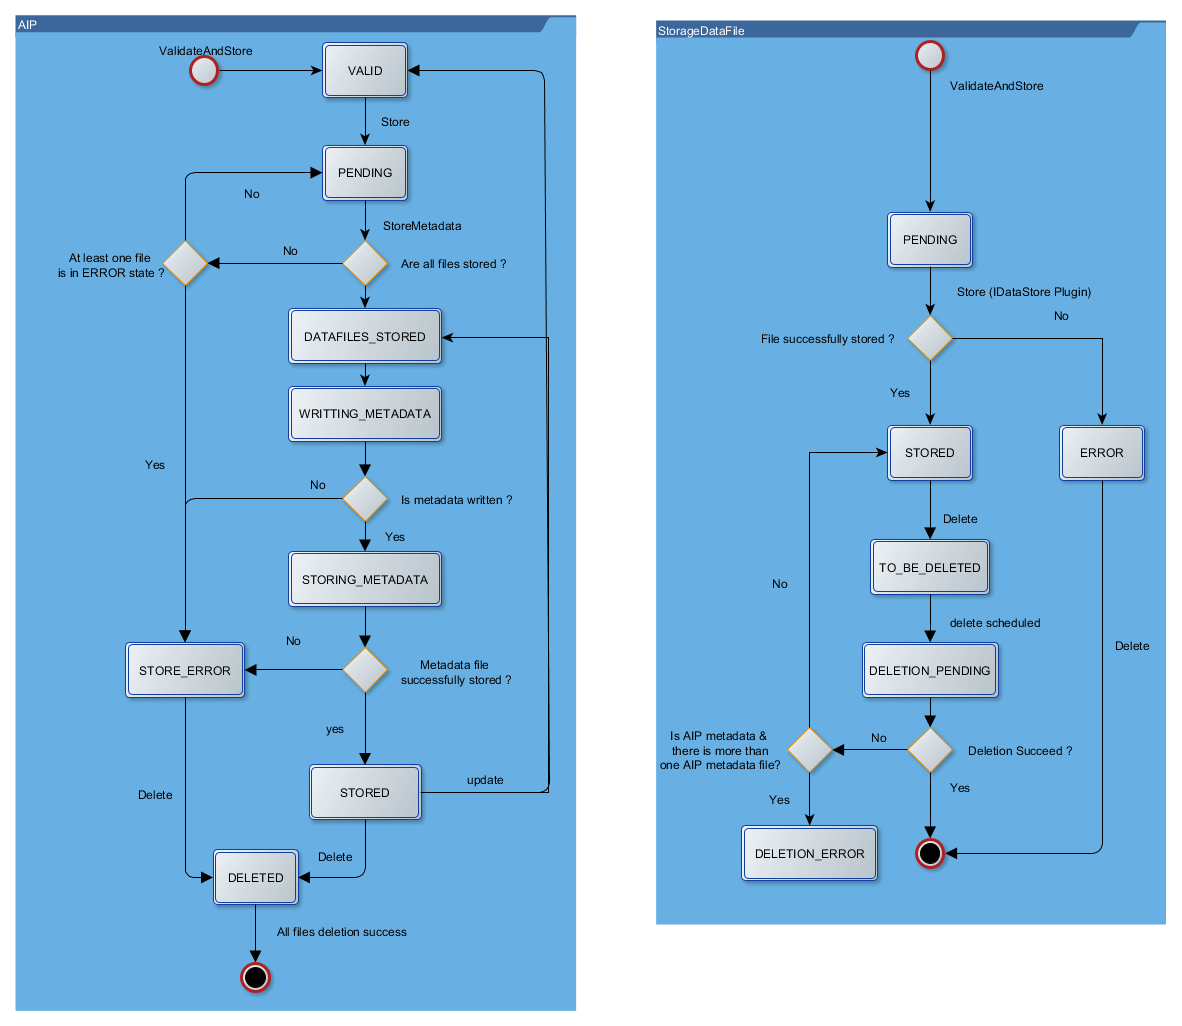 AIP
ValidateAndStore
VALID
Store
PENDING
No
StoreMetadata
At least one file
is in ERROR state ?
No
Are all files stored ?
DATAFILES_STORED
WRITTING_METADATA
Yes
No
Is metadata written ?
Yes
STORING_METADATA
No
STORE_ERROR
Metadata file
successfully stored ?
yes
STORED
update
Delete
Delete
DELETED
All files deletion success
StorageDataFile
ValidateAndStore
PENDING
Store (IDataStore Plugin)
No
File successfully stored ?
Yes
STORED
ERROR
Delete
TO_BE_DELETED
No
delete scheduled
Delete
DELETION_PENDING
Is AIP metadata &
there is more than
one AIP metadata file?
No
Deletion Succeed ?
Yes
Yes
DELETION_ERROR